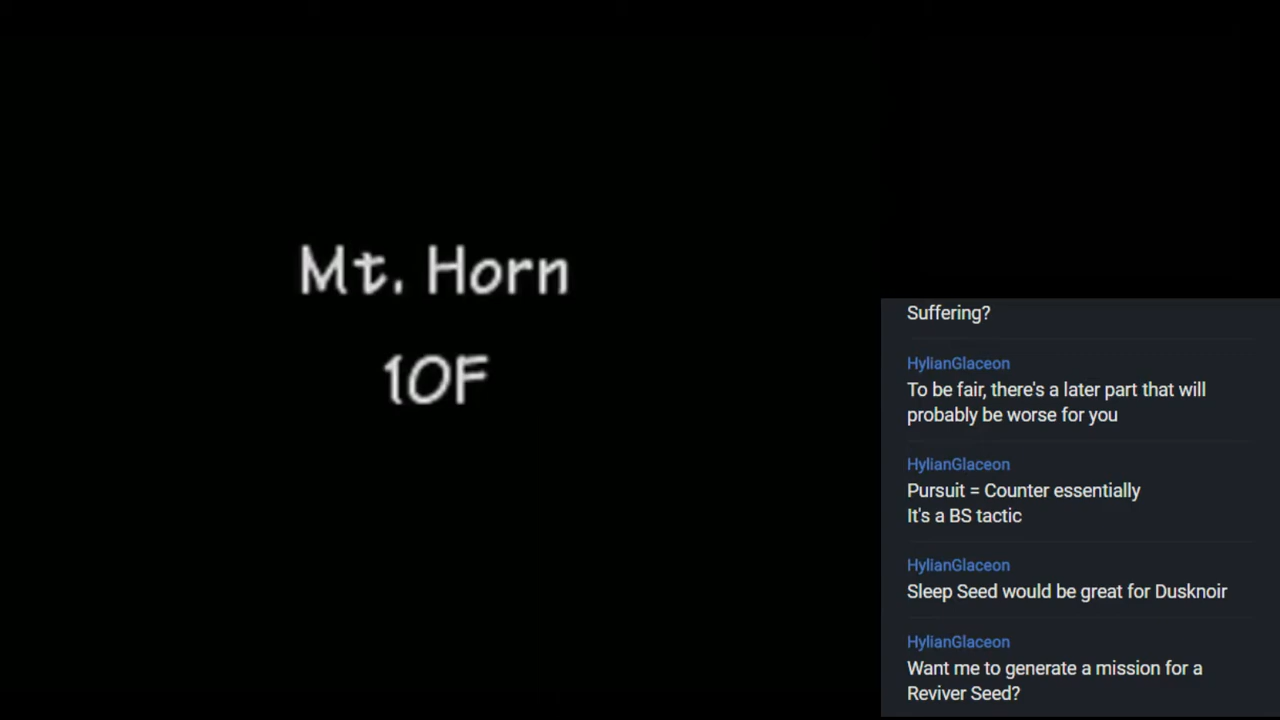 Mt. Horn
10F
Suffering?
HylianGlaceon
To be fair, there's a later part that will
probably be worse for you
HylianGlaceon
Pursuit = Counter essentially
It's a BS tactic
HylianGlaceon
Sleep Seed would be great for Dusknoir
HylianGlaceon
Want me to generate a mission for a
Reviver Seed?